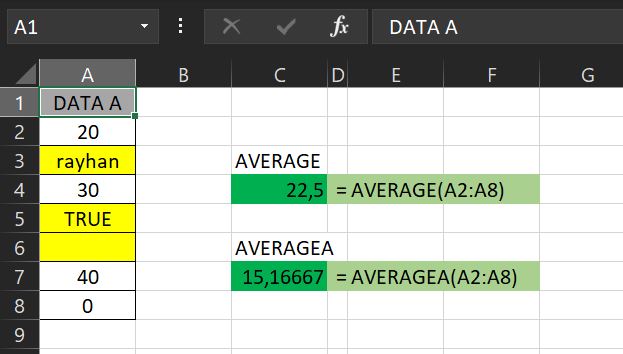 A1 fx DATA A
A B C D E F G
1 DATA A
2 20
3 rayhan AVERAGE
4 30 22,5 = AVERAGE(A2:A8)
5 TRUE
6 AVERAGEA
7 40 15,16667 = AVERAGEA(A2:A8)
8 0
9